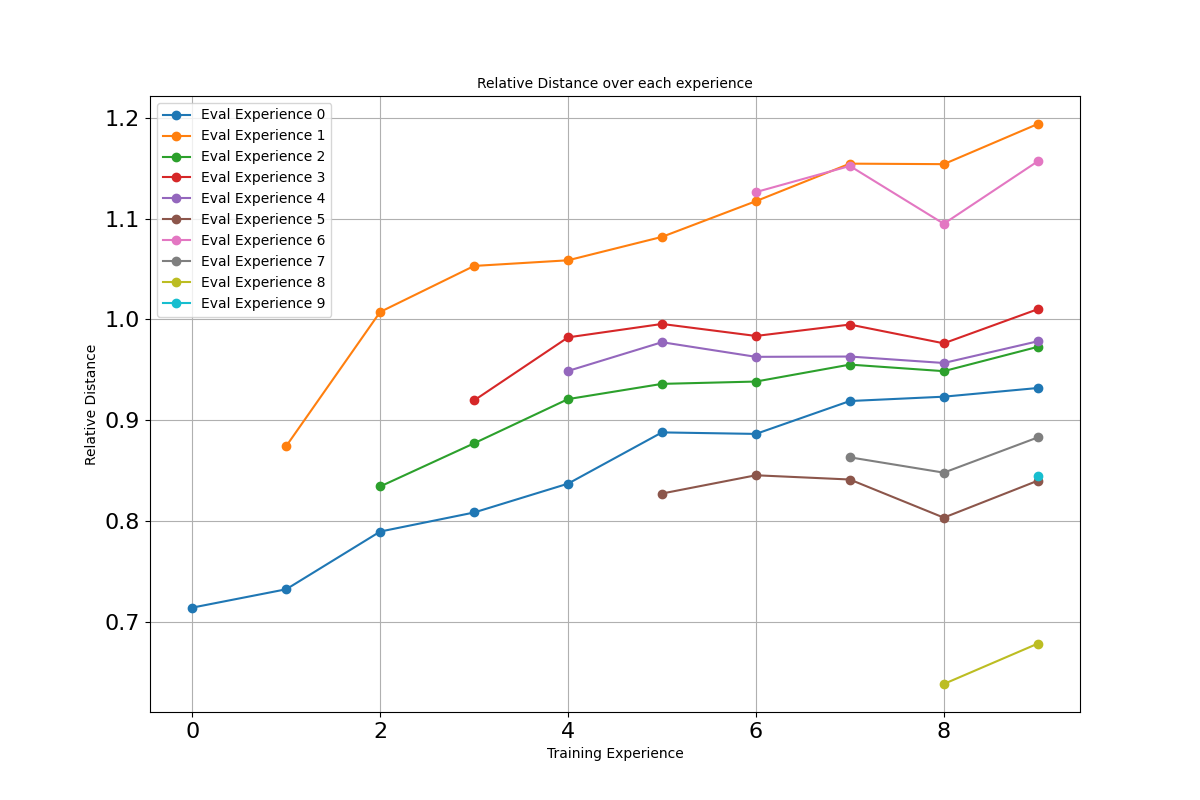 Relative Distance over each experience
Relative Distance
1.2
1.1
1.0
0.9
0.8
0.7
Eval Experience 0
Eval Experience 1
Eval Experience 2
Eval Experience 3
Eval Experience 4
Eval Experience 5
Eval Experience 6
Eval Experience 7
Eval Experience 8
Eval Experience 9
0 2 4 6 8
Training Experience